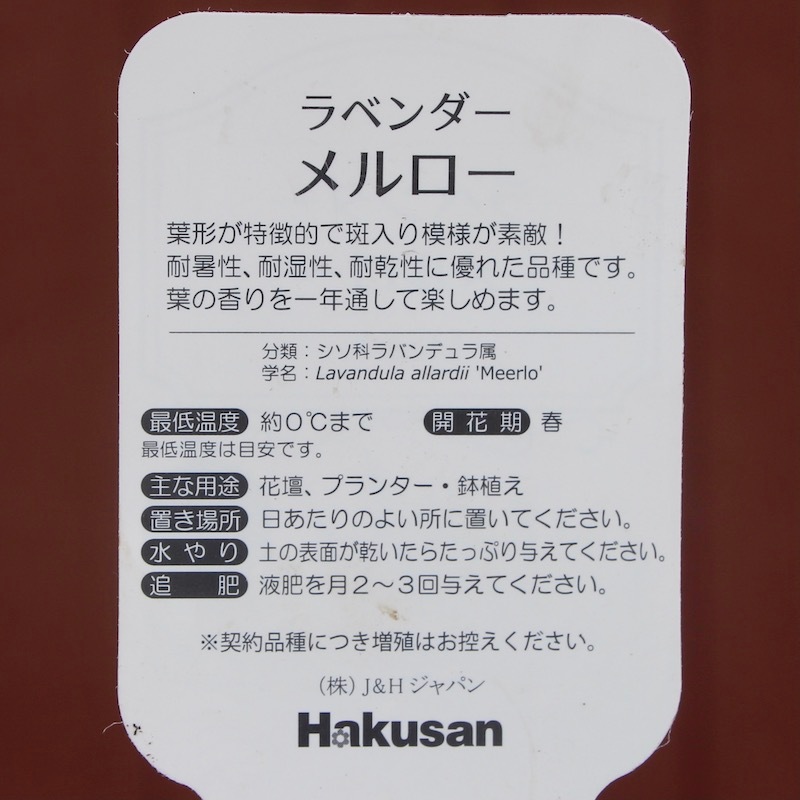 ラベンダー
メルロー
葉形が特徴的で斑入り模様が素敵！
耐暑性、耐湿性、耐乾性に優れた品種です。
葉の香りを一年通して楽しめます。
分類：シソ科ラバンデュラ属
学名：Lavandula allardii 'Meerlo'
最低温度 約0℃まで 開花期 春
最低温度は目安です。
主な用途 花壇、プランター・鉢植え
置き場所 日あたりのよい所に置いてください。
水やり 土の表面が乾いたらたっぷり与えてください。
追肥 液肥を月2〜3回与えてください。
※契約品種につき増殖はお控えください。
（株）J&Hジャパン
Hakusan